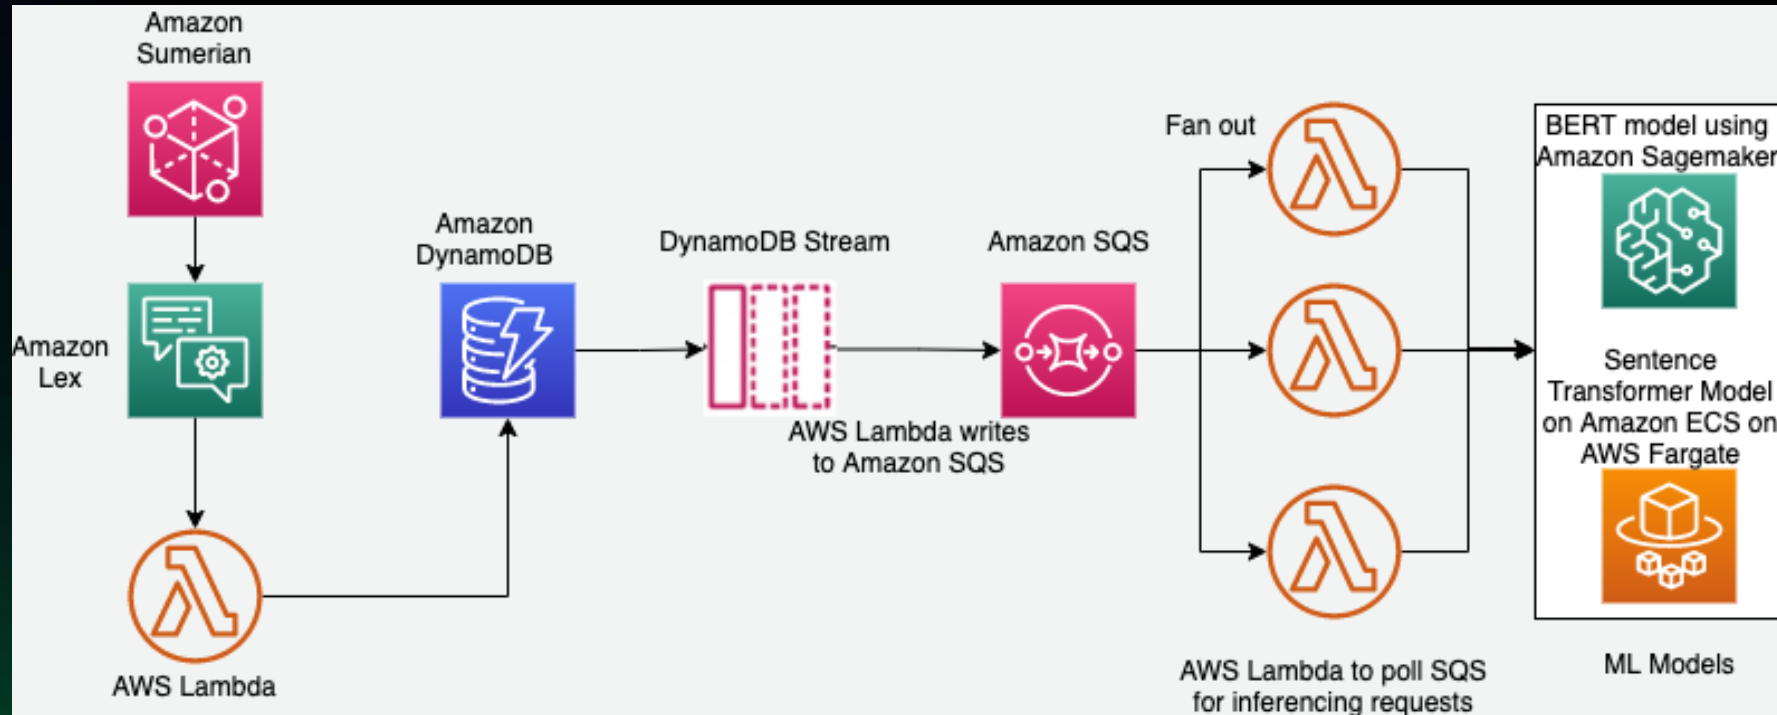 Amazon
Sumerian
Amazon
Lex
AWS Lambda
Amazon
DynamoDB
DynamoDB Stream
AWS Lambda writes
to Amazon SQS
Amazon SQS
Fan out
AWS Lambda to poll SQS
for inferencing requests
BERT model using
Amazon Sagemaker
Sentence
Transformer Model
on Amazon ECS on
AWS Fargate
ML Models